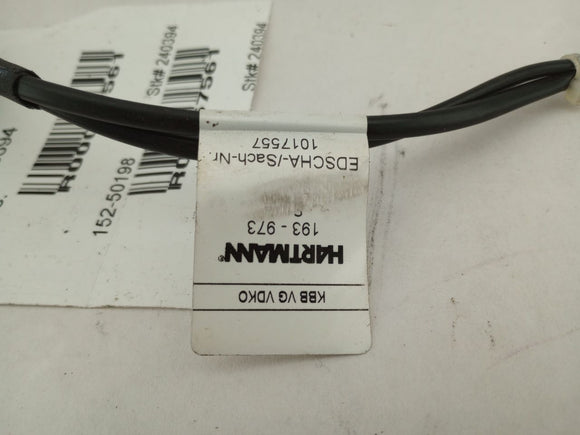 KBB VG VDKO
HARTMANN®
193 - 973
EDSCHA-/Sach-Nr
1017557
Stk# 240394
152-50198
Stk# 240394